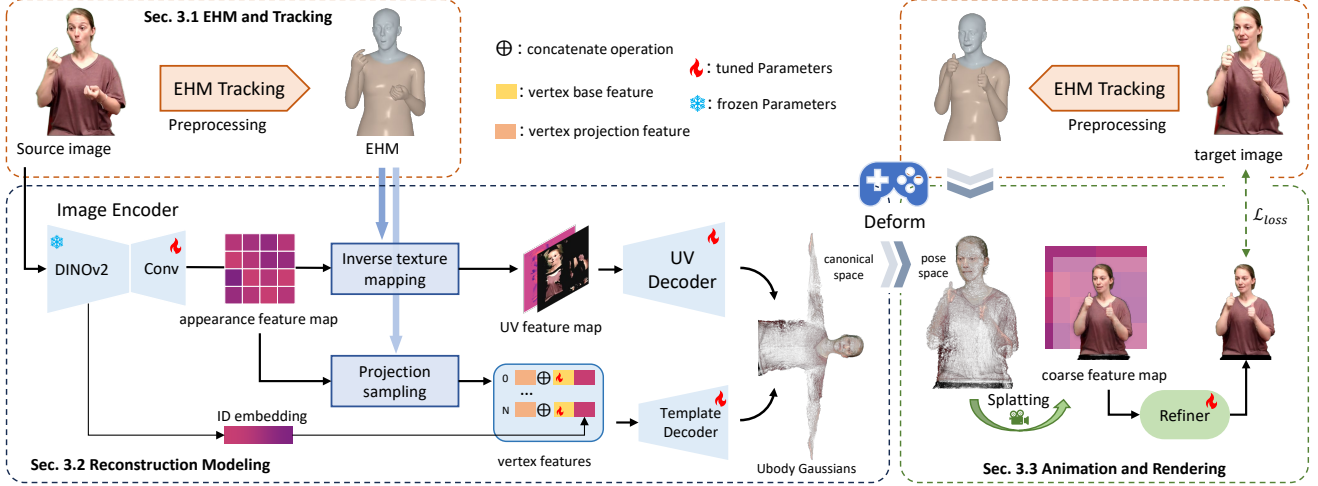 Sec. 3.1 EHM and Tracking
EHM Tracking
Preprocessing
Source image
EHM
⊕ : concatenate operation
: vertex base feature
: vertex projection feature
: tuned Parameters
: frozen Parameters
EHM Tracking
Preprocessing
target image
Image Encoder
DINOv2
Conv
appearance feature map
Inverse texture
mapping
UV feature map
UV
Decoder
Projection
sampling
0
...
N
⊕
⊕
vertex features
Template
Decoder
ID embedding
Sec. 3.2 Reconstruction Modeling
Ubody Gaussians
Deform
canonical
space
pose
space
Splatting
coarse feature map
Refiner
ℒloss
Sec. 3.3 Animation and Rendering